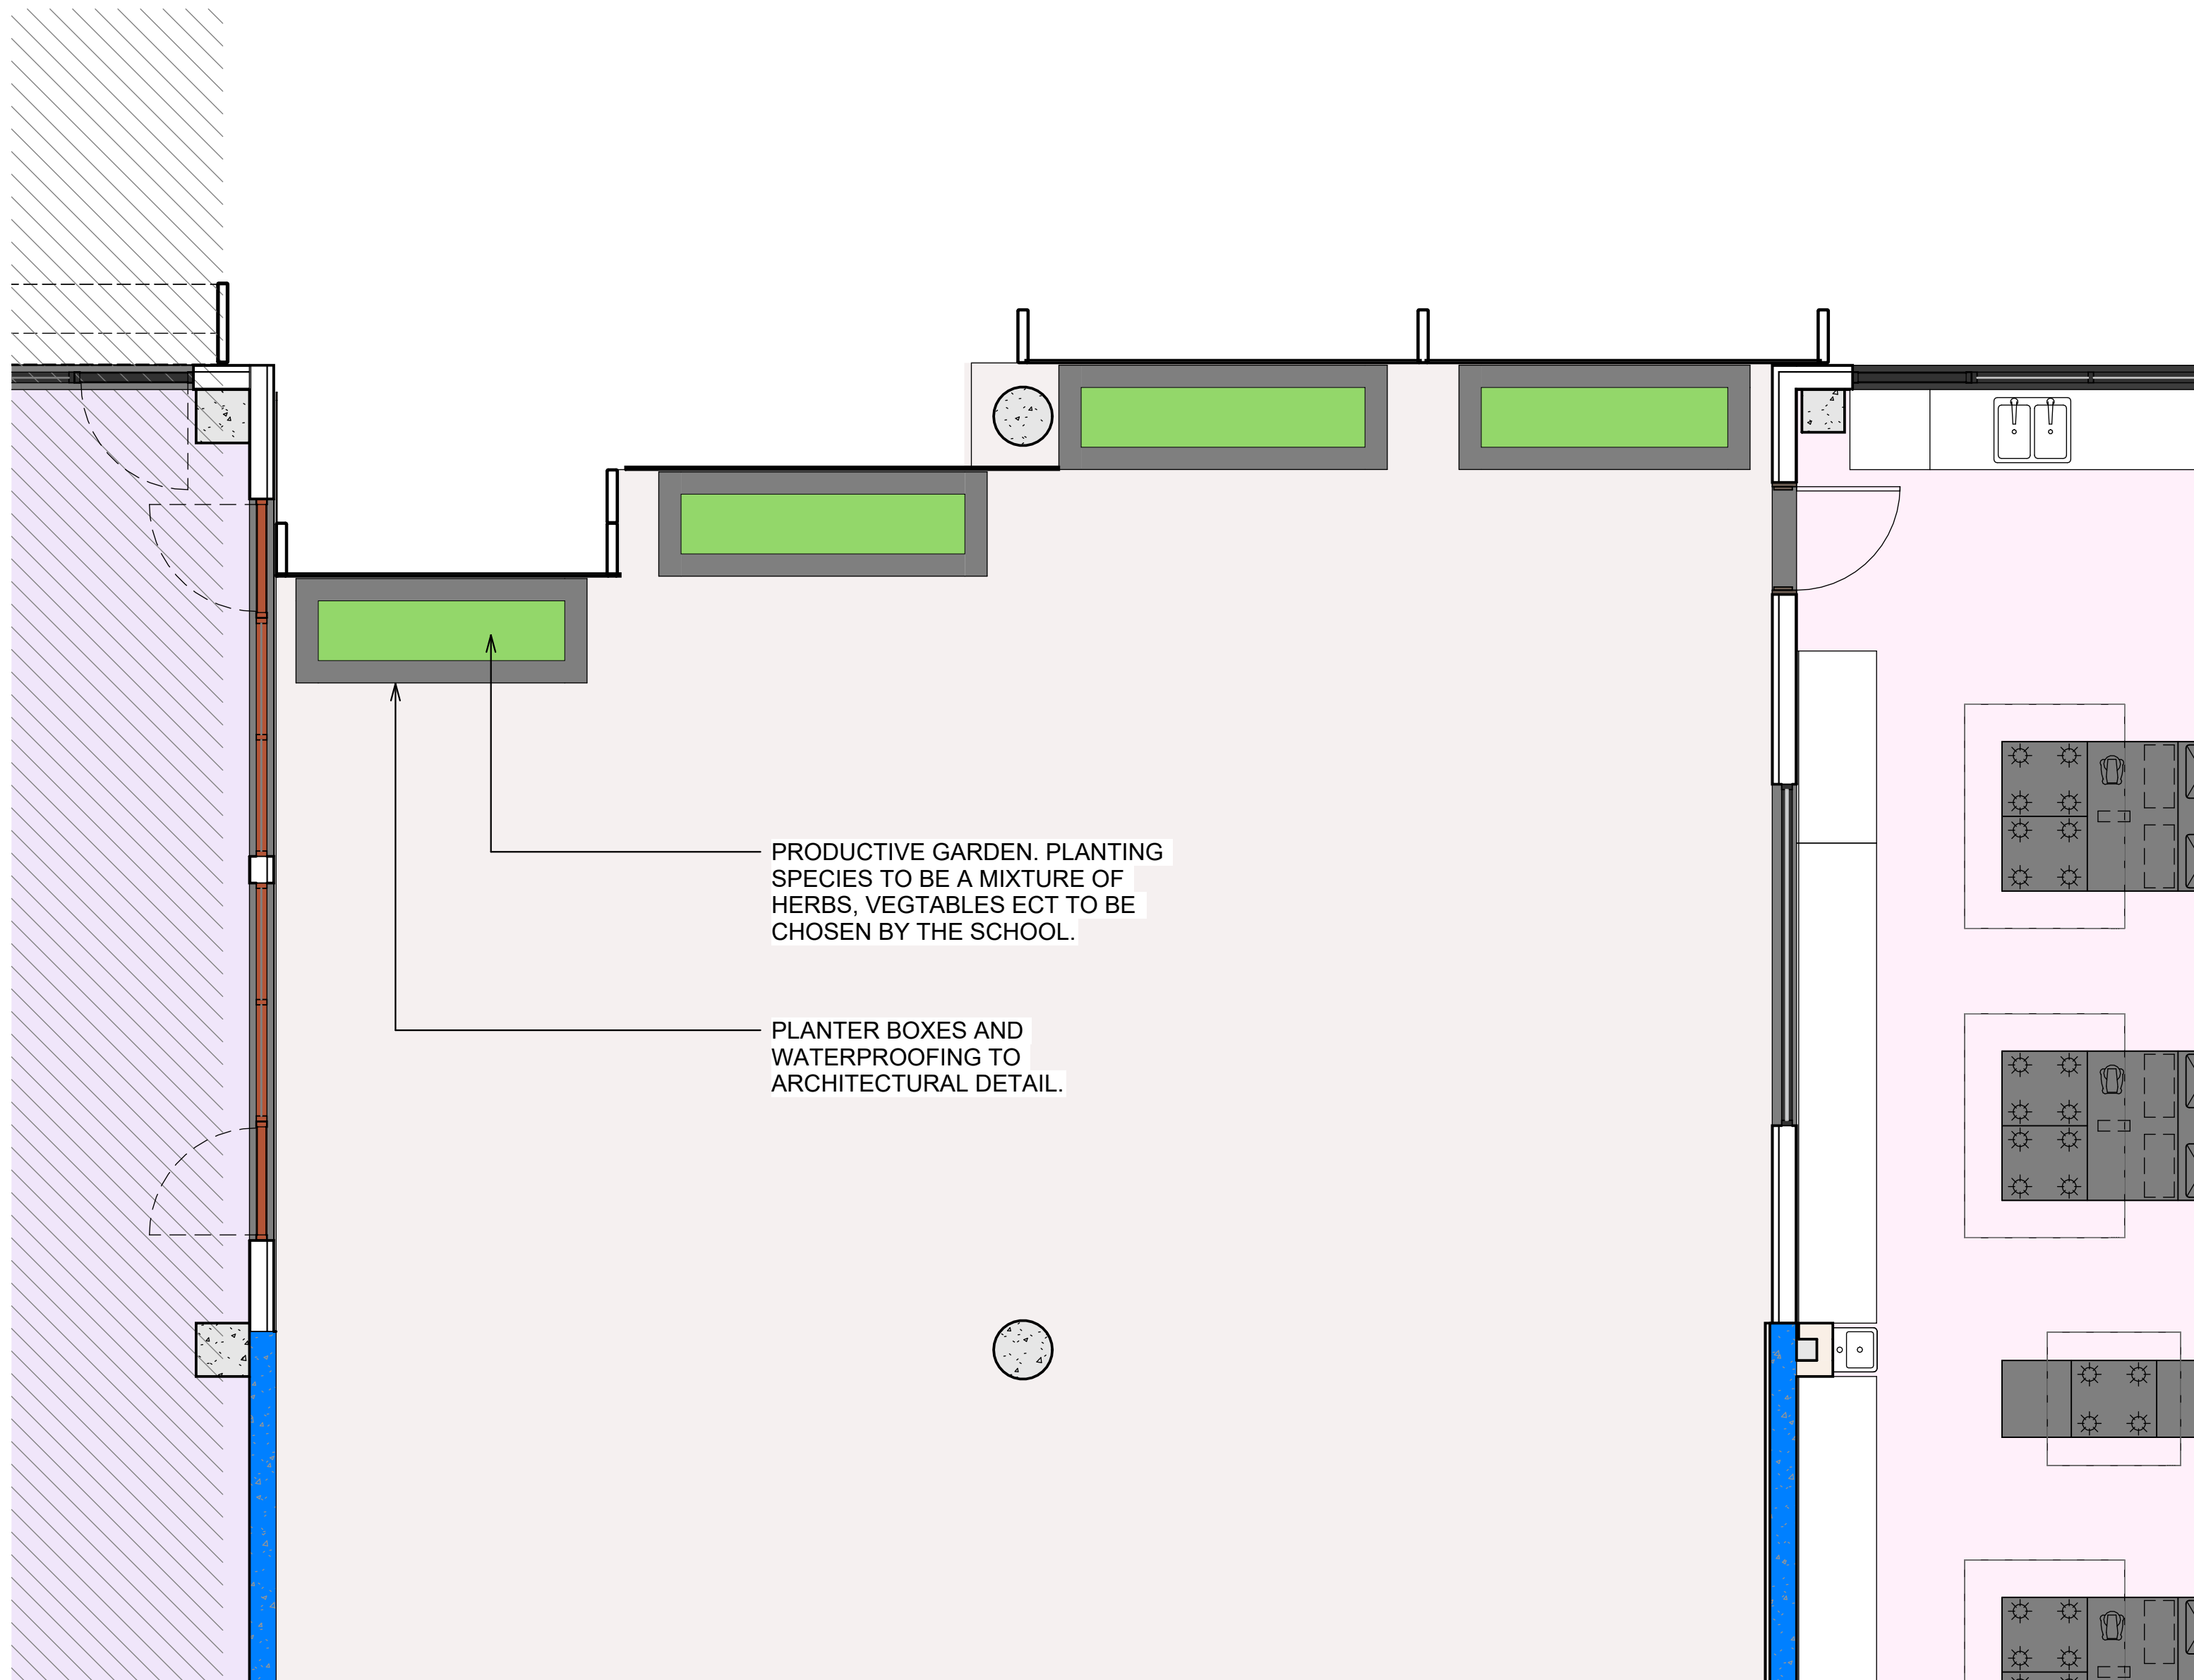 PRODUCTIVE GARDEN. PLANTING
SPECIES TO BE A MIXTURE OF
HERBS, VEGTABLES ECT TO BE
CHOSEN BY THE SCHOOL.
PLANTER BOXES AND
WATERPROOFING TO
ARCHITECTURAL DETAIL.